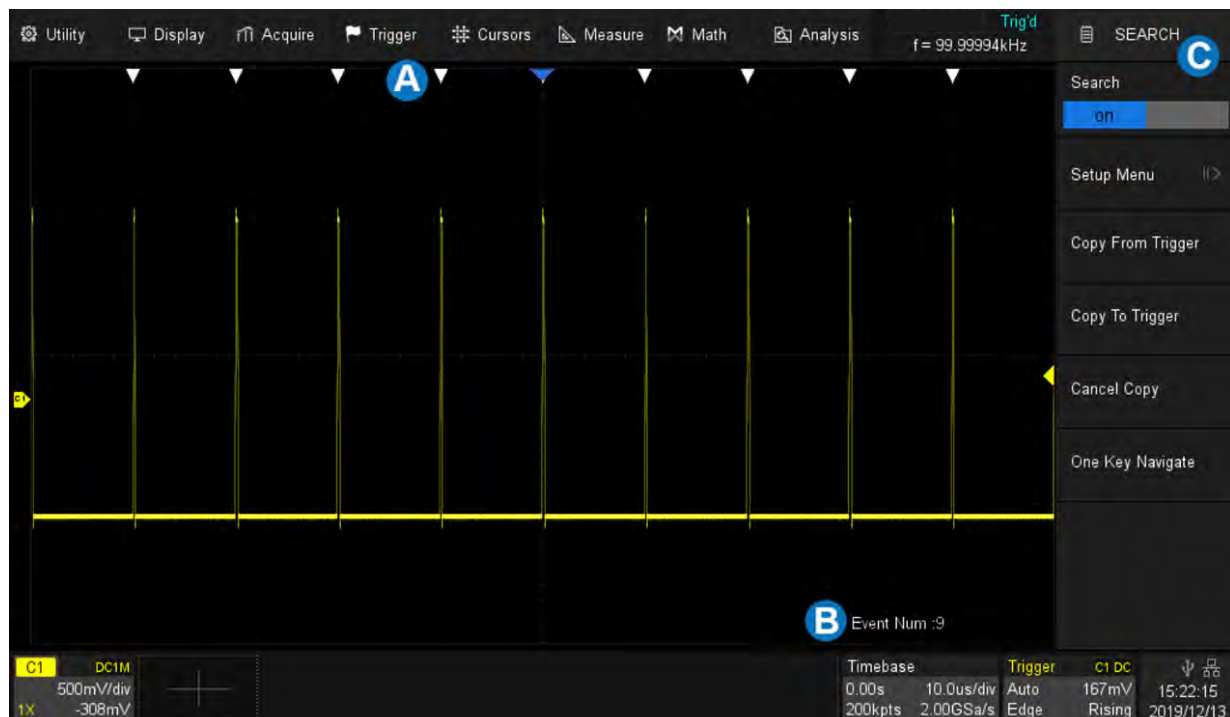 Utility Display Acquire Trigger Cursors Measure Math Analysis
Trig'd
f = 99.99994kHz
SEARCH
C
A
Search
on
Setup Menu
Copy From Trigger
Copy To Trigger
C1
Cancel Copy
One Key Navigate
B
Event Num :9
C1 DC1M
500mV/div
1X -308mV
Timebase
0.00s 10.0us/div
200kpts 2.00GSa/s
Trigger C1 DC
Auto 167mV
Edge Rising
15:22:15
2019/12/13